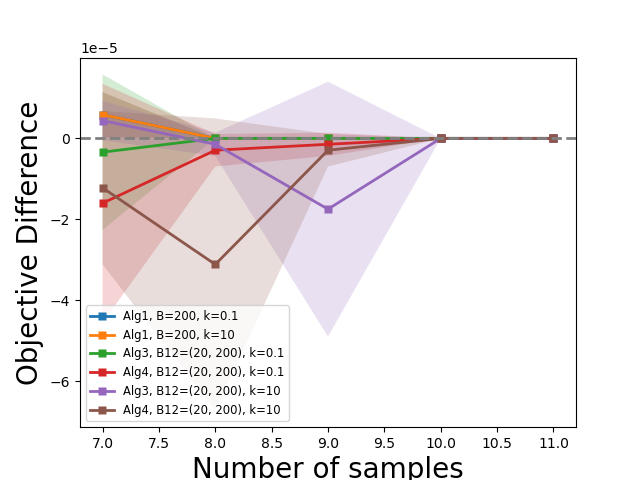 1e−5
0
−2
−4
−6
Objective Difference
Alg1, B=200, k=0.1
Alg1, B=200, k=10
Alg3, B12=(20, 200), k=0.1
Alg4, B12=(20, 200), k=0.1
Alg3, B12=(20, 200), k=10
Alg4, B12=(20, 200), k=10
7.0 7.5 8.0 8.5 9.0 9.5 10.0 10.5 11.0
Number of samples